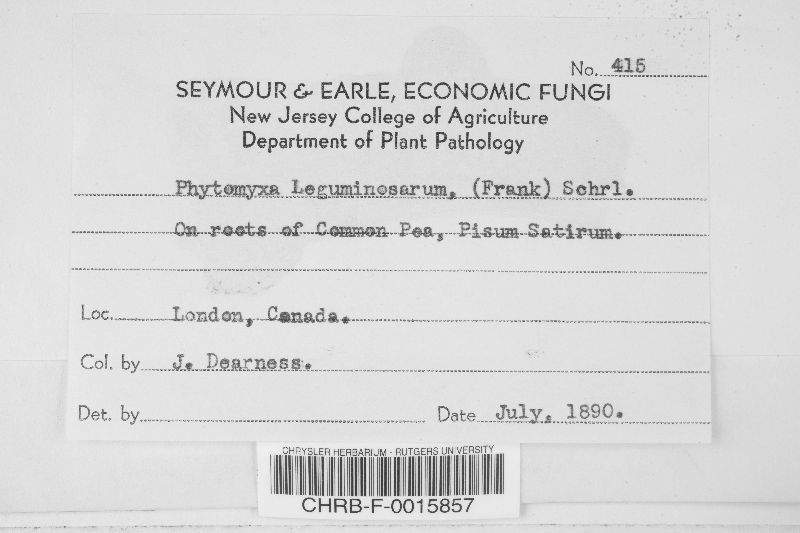 No. 415
SEYMOUR & EARLE, ECONOMIC FUNGI
New Jersey College of Agriculture
Department of Plant Pathology
Phytomyxa Leguminosarum, (Frank) Schrl.
On roots of Common Pea, Pisum Satirum.
Loc. London, Canada.
Col. by J. Dearness.
Det. by
Date July, 1890.
CHRYSLER HERBARIUM - RUTGERS UNIVERSITY
CHRB-F-0015857